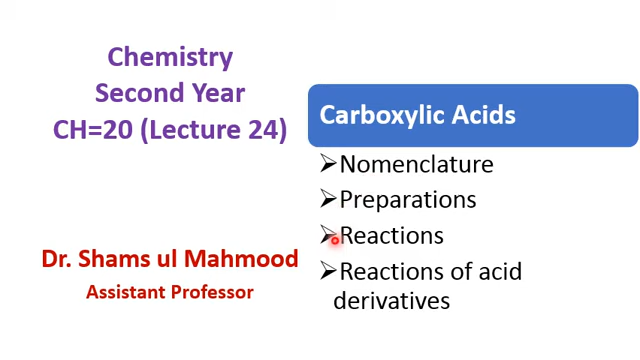 Chemistry
Second Year
CH=20 (Lecture 24)
Dr. Shams ul Mahmood
Assistant Professor
Carboxylic Acids
➢Nomenclature
➢Preparations
➢Reactions
➢Reactions of acid
derivatives